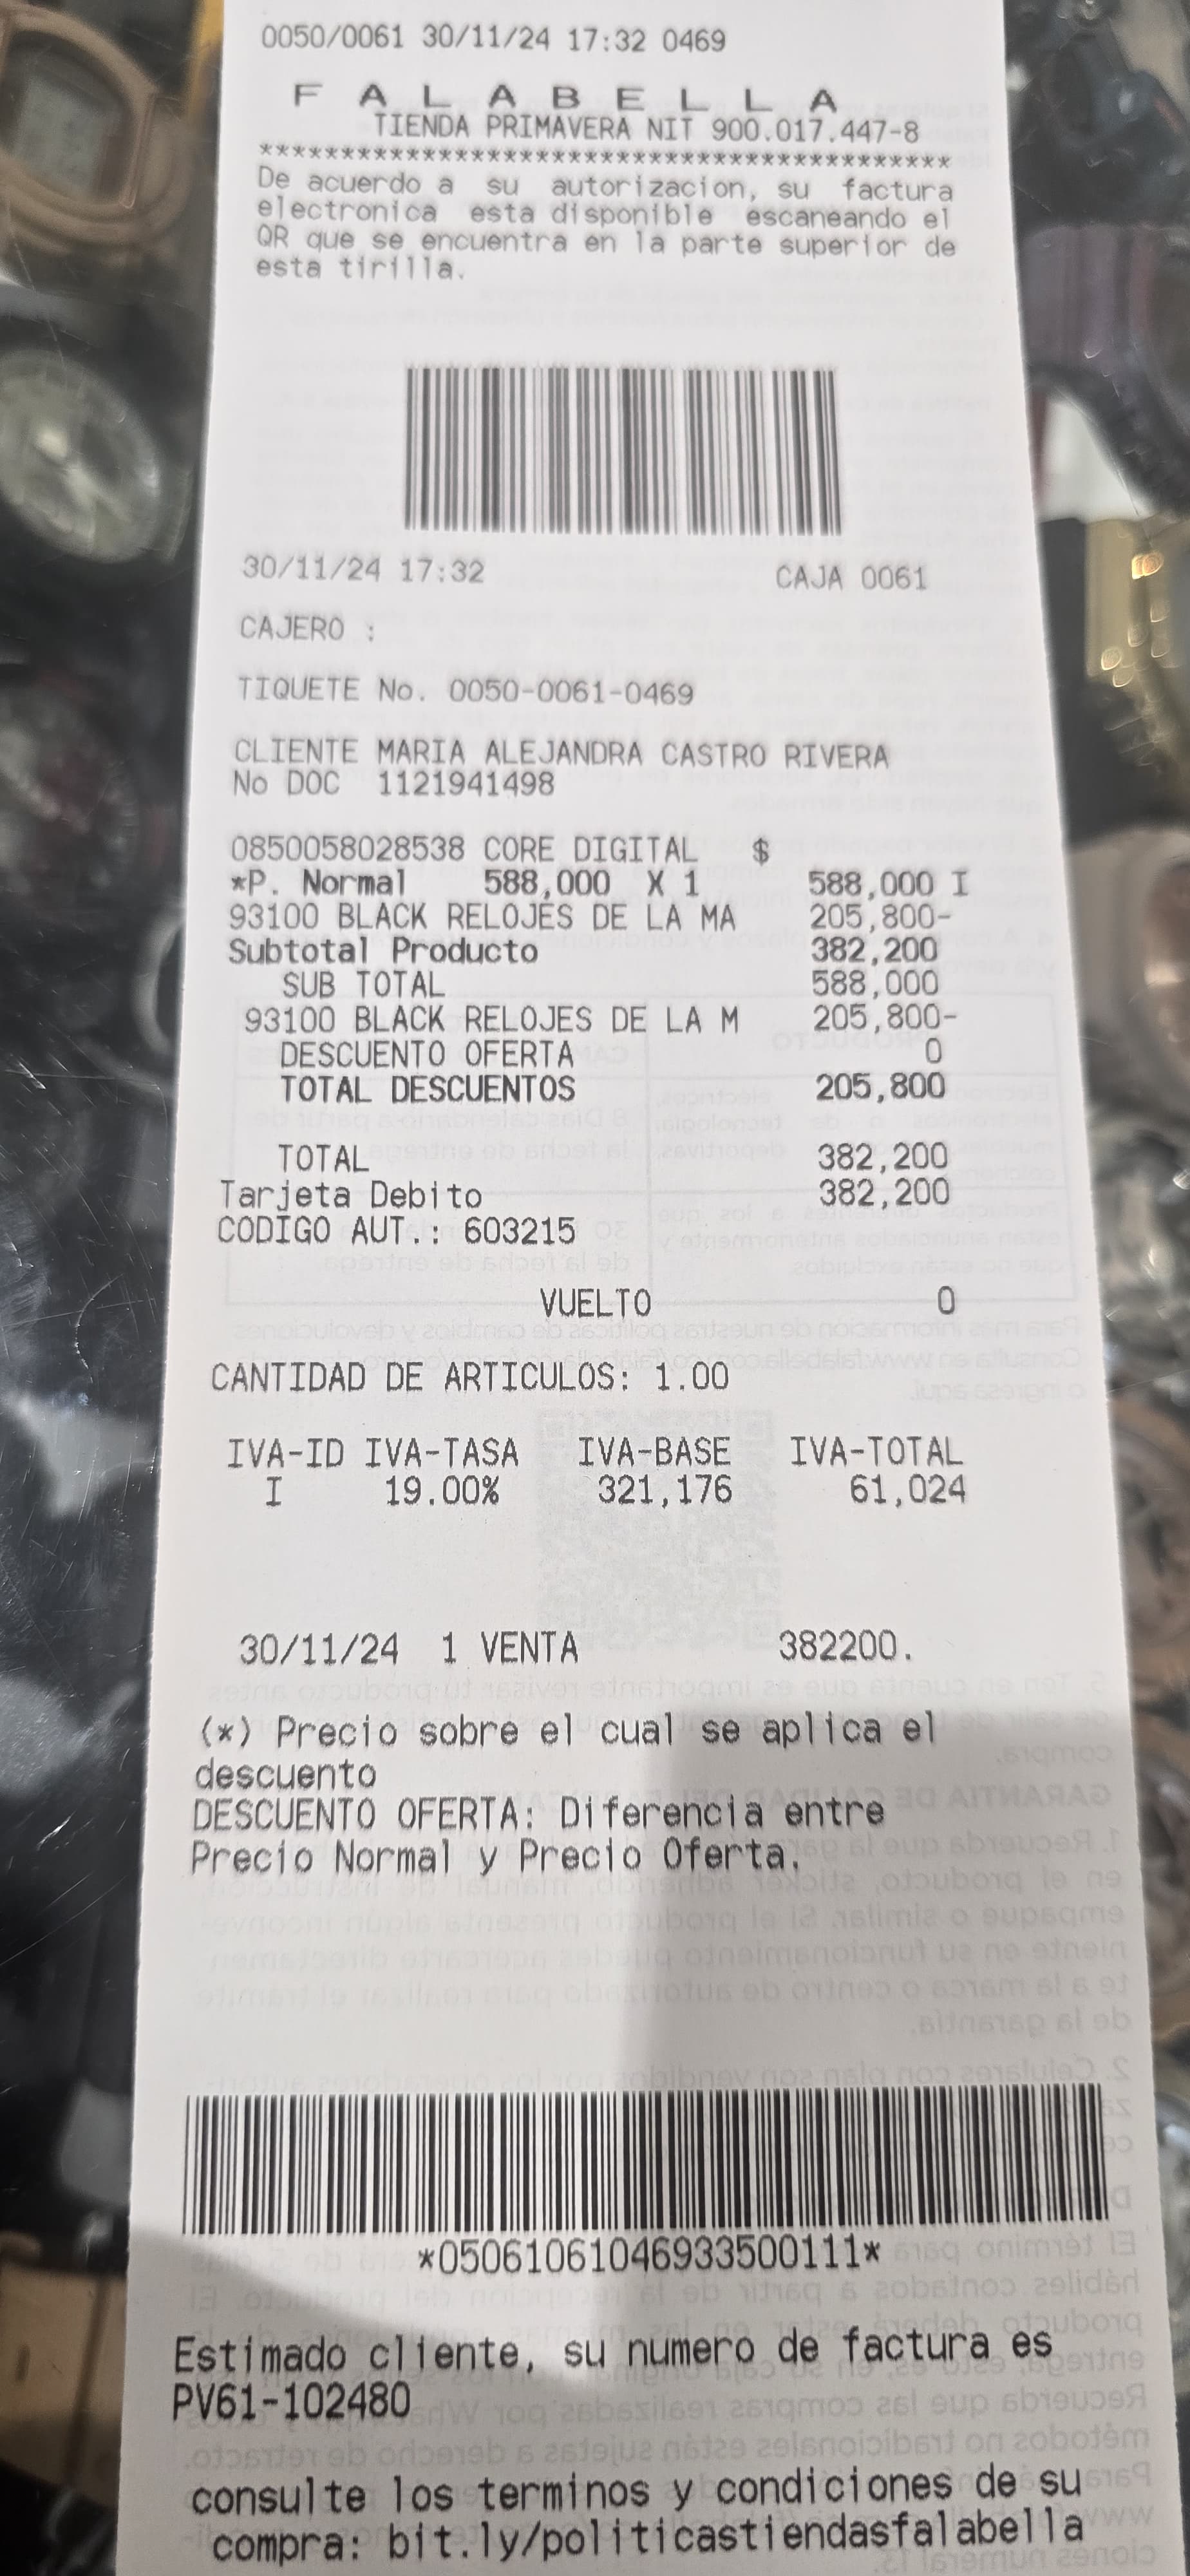 0050/0061 30/11/24 17:32 0469
F A L A B E L L A
TIENDA PRIMAVERA NIT 900.017.447-8
*******************************************
De acuerdo a su autorizacion, su factura
electronica esta disponible escaneando el
QR que se encuentra en la parte superior de
esta tirilla.
30/11/24 17:32 CAJA 0061
CAJERO :
TIQUETE No. 0050-0061-0469
CLIENTE MARIA ALEJANDRA CASTRO RIVERA
No DOC 1121941498
0850058028538 CORE DIGITAL $
*P. Normal 588,000 X 1 588,000 I
93100 BLACK RELOJES DE LA MA 205,800-
Subtotal Producto 382,200
SUB TOTAL 588,000
93100 BLACK RELOJES DE LA M 205,800-
DESCUENTO OFERTA 0
TOTAL DESCUENTOS 205,800
TOTAL 382,200
Tarjeta Debito 382,200
CODIGO AUT.: 603215
VUELTO 0
CANTIDAD DE ARTICULOS: 1.00
IVA-ID IVA-TASA IVA-BASE IVA-TOTAL
I 19.00% 321,176 61,024
30/11/24 1 VENTA 382200.
(*) Precio sobre el cual se aplica el
descuento
DESCUENTO OFERTA: Diferencia entre
Precio Normal y Precio Oferta.
*05061061046933500111*
Estimado cliente, su numero de factura es
PV61-102480
consulte los terminos y condiciones de su
compra: bit.ly/politicastiendasfalabella